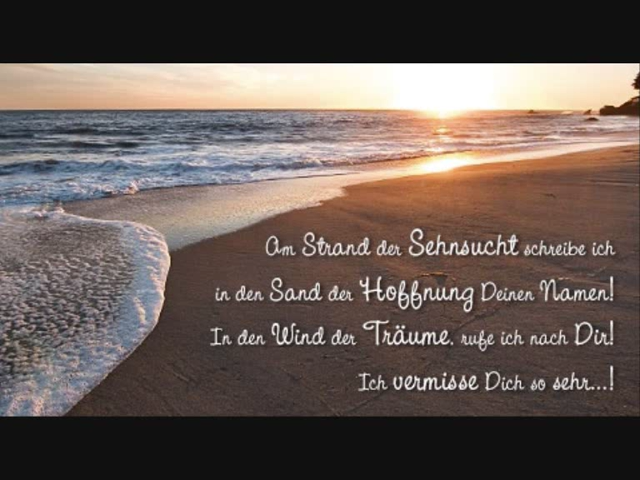 Am Strand der Sehnsucht schreibe ich
in den Sand der Hoffnung Deinen Namen!
In den Wind der Träume, rufe ich nach Dir!
Ich vermisse Dich so sehr...!